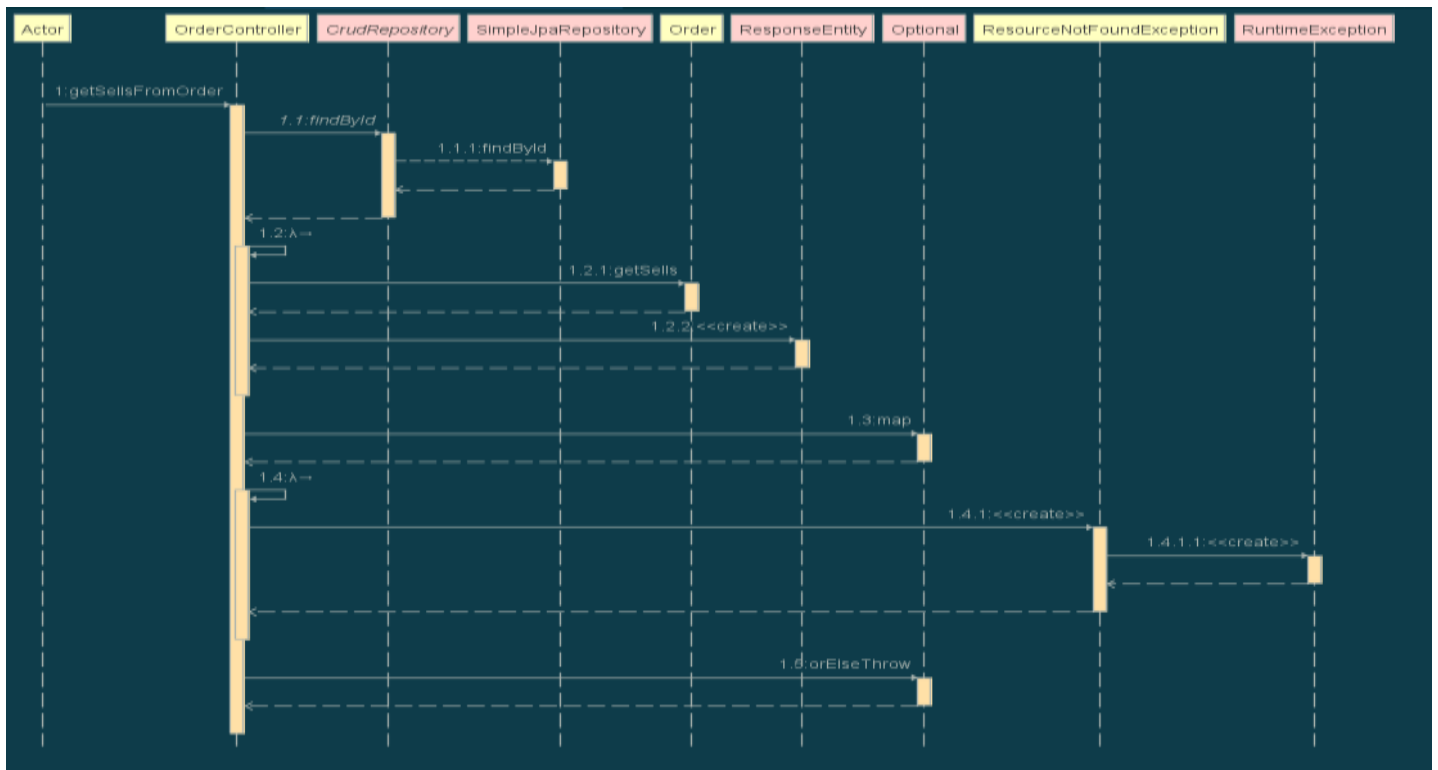 Actor OrderController CrudRepository SimpleJpaRepository Order ResponseEntity Optional ResourceNotFoundException RuntimeException
1:getSellsFromOrder
1.1:findById
1.1.1:findById
1.2:λ→
1.2.1:getSells
1.2.2:<<create>>
1.3:map
1.4:λ→
1.4.1:<<create>>
1.4.1.1:<<create>>
1.5:orElseThrow